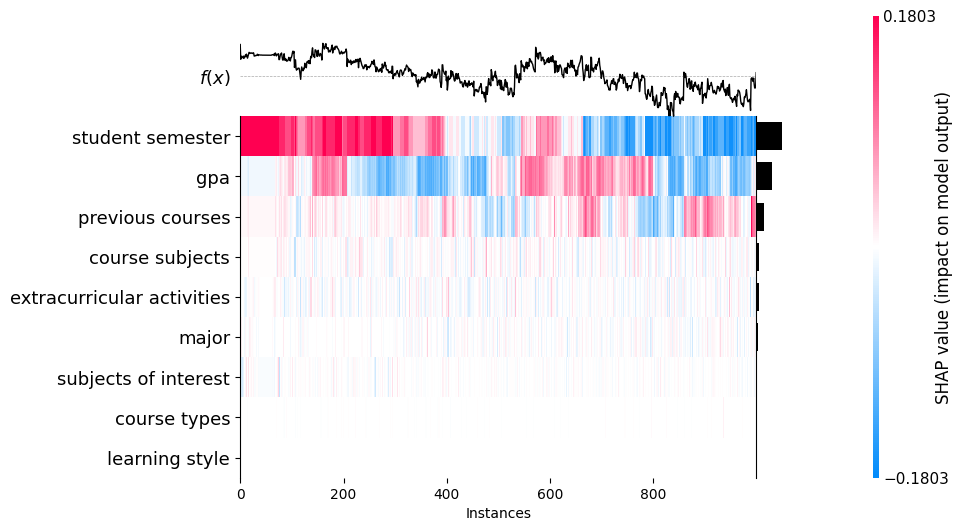 0.1803
f(x)
student semester
gpa
previous courses
course subjects
extracurricular activities
major
subjects of interest
course types
learning style
0 200 400 600 800
Instances
SHAP value (impact on model output)
−0.1803